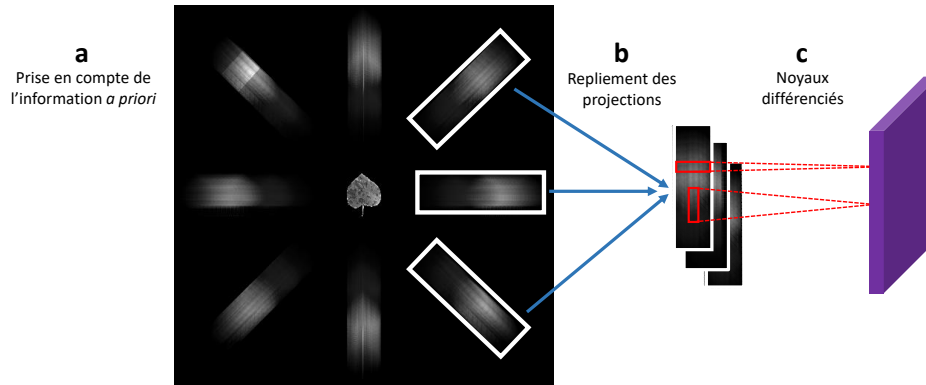 a
Prise en compte de
l'information a priori
b
Repliement des
projections
c
Noyaux
différenciés